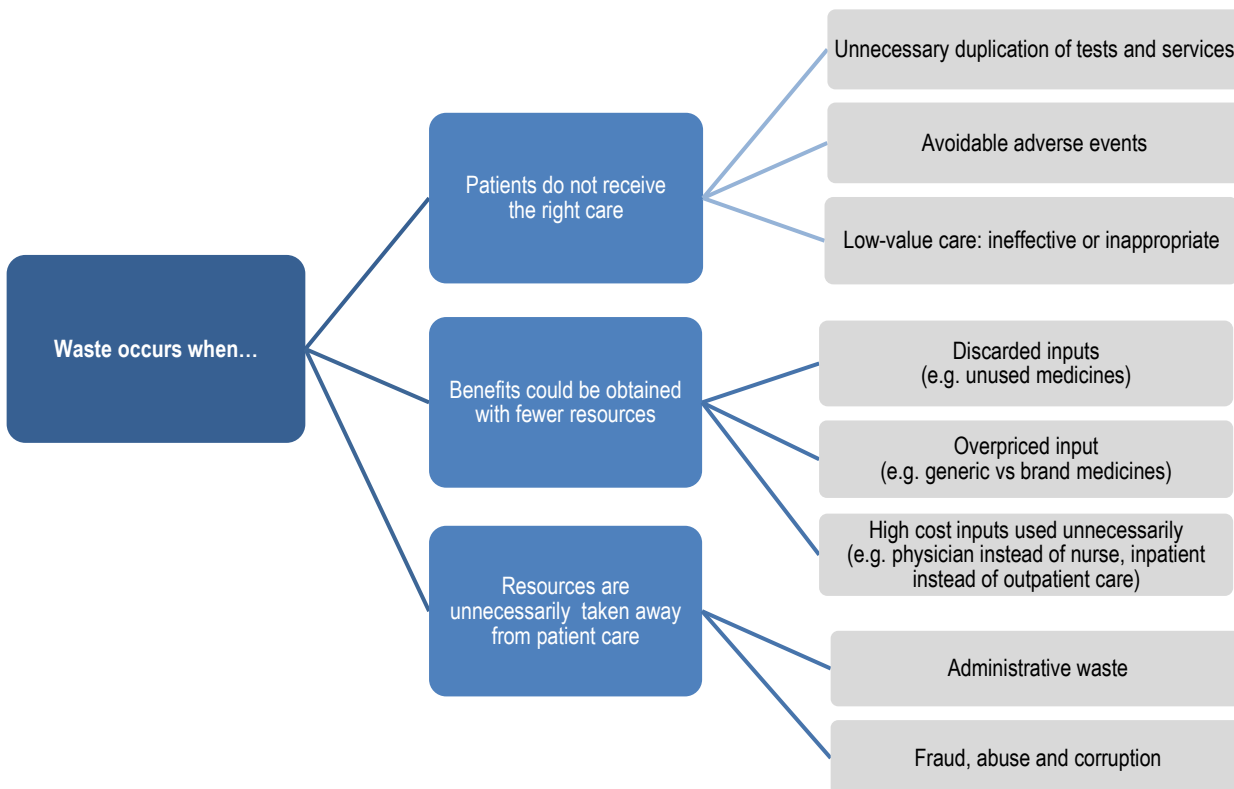 Waste occurs when…
Patients do not receive
the right care
Unnecessary duplication of tests and services
Avoidable adverse events
Low-value care: ineffective or inappropriate
Benefits could be obtained
with fewer resources
Discarded inputs
(e.g. unused medicines)
Overpriced input
(e.g. generic vs brand medicines)
High cost inputs used unnecessarily
(e.g. physician instead of nurse, inpatient
instead of outpatient care)
Resources are
unnecessarily taken away
from patient care
Administrative waste
Fraud, abuse and corruption